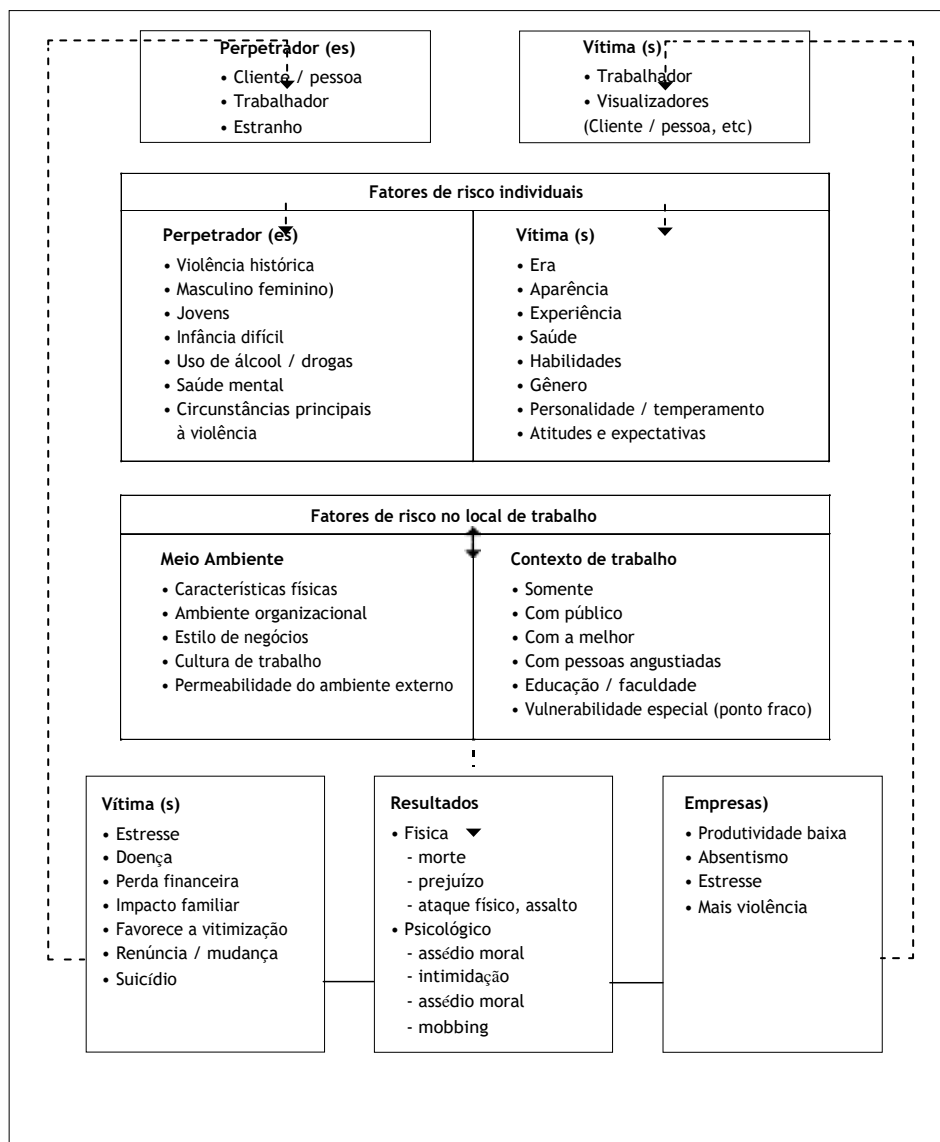 Perpetrador (es)
• Cliente / pessoa
• Trabalhador
• Estranho
Vítima (s)
• Trabalhador
• Visualizadores
(Cliente / pessoa, etc)
Fatores de risco individuais
Perpetrador (es)
• Violência histórica
• Masculino feminino)
• Jovens
• Infância difícil
• Uso de álcool / drogas
• Saúde mental
• Circunstâncias principais
à violência
Vítima (s)
• Era
• Aparência
• Experiência
• Saúde
• Habilidades
• Gênero
• Personalidade / temperamento
• Atitudes e expectativas
Fatores de risco no local de trabalho
Meio Ambiente
• Características físicas
• Ambiente organizacional
• Estilo de negócios
• Cultura de trabalho
• Permeabilidade do ambiente externo
Contexto de trabalho
• Somente
• Com público
• Com a melhor
• Com pessoas angustiadas
• Educação / faculdade
• Vulnerabilidade especial (ponto fraco)
Vítima (s)
• Estresse
• Doença
• Perda financeira
• Impacto familiar
• Favorece a vitimização
• Renúncia / mudança
• Suicídio
Resultados
• Fisica
- morte
- prejuízo
- ataque físico, assalto
• Psicológico
- assédio moral
- intimidação
- assédio moral
- mobbing
Empresas)
• Produtividade baixa
• Absentismo
• Estresse
• Mais violência